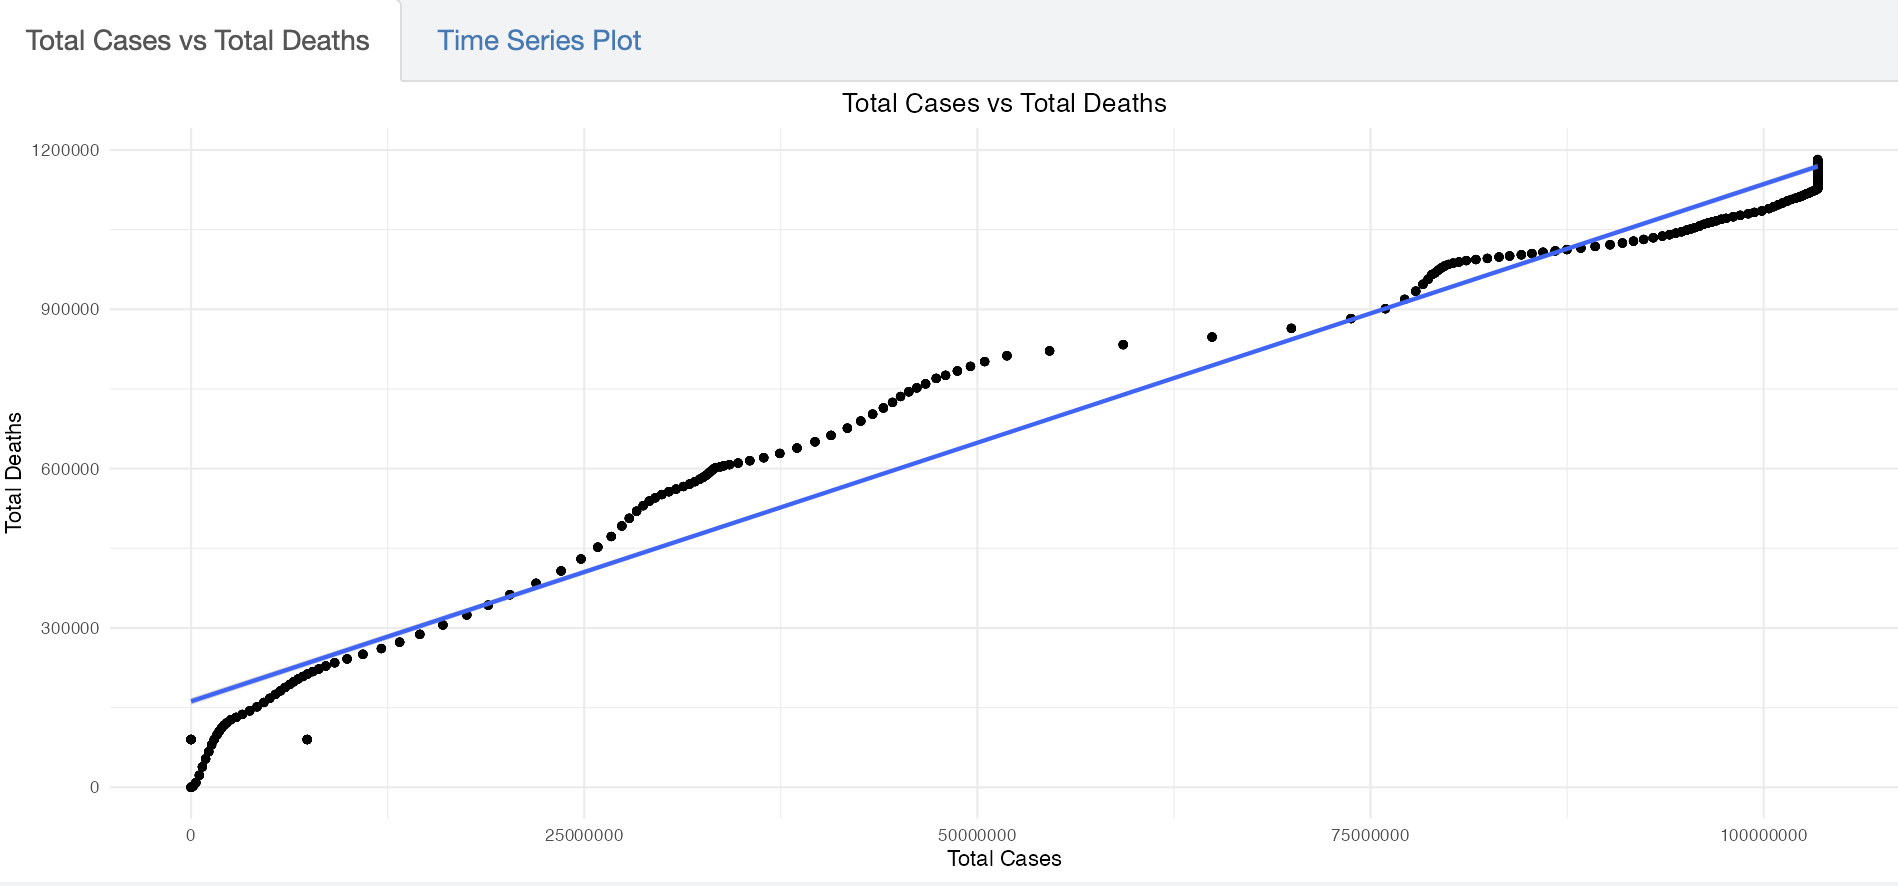 Total Cases vs Total Deaths
Time Series Plot
Total Cases vs Total Deaths
1200000
900000
600000
300000
0
Total Deaths
0 25000000 50000000 75000000 100000000
Total Cases